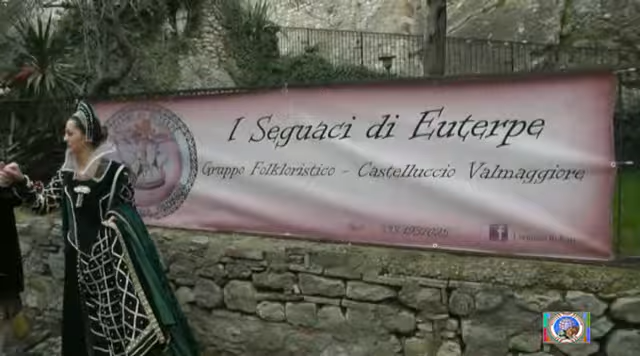 I Seguaci di Euterpe
Gruppo Folkloristico - Castelluccio Valmaggiore